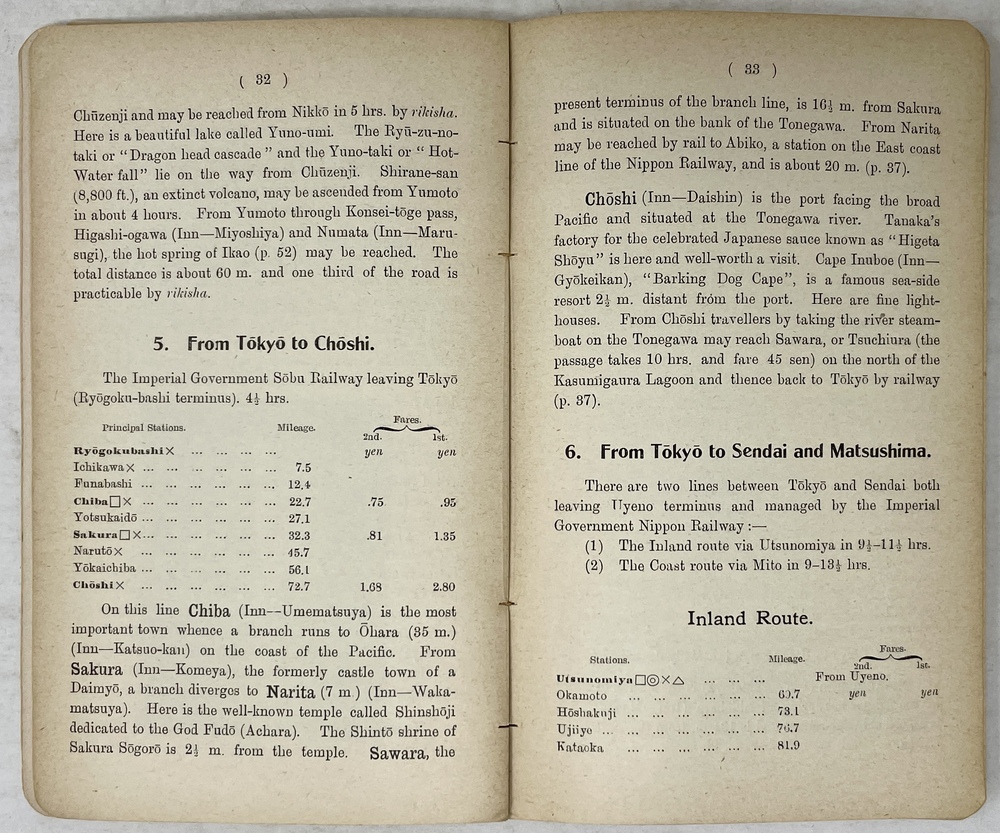 ( 32 )
Chūzenji and may be reached from Nikkō in 5 hrs. by rikisha.
Here is a beautiful lake called Yuno-umi. The Ryū-zu-no-
taki or “Dragon head cascade” and the Yuno-taki or “Hot-
Water fall” lie on the way from Chūzenji. Shirane-san
(8,800 ft.), an extinct volcano, may be ascended from Yumoto
in about 4 hours. From Yumoto through Konsei-tōge pass,
Higashi-ogawa (Inn—Miyoshiya) and Numata (Inn—Maru-
sugi), the hot spring of Ikao (p. 52) may be reached. The
total distance is about 60 m. and one third of the road is
practicable by rikisha.
5. From Tōkyō to Chōshi.
The Imperial Government Sōbu Railway leaving Tōkyō
(Ryōgoku-bashi terminus). 4½ hrs.
Principal Stations. Mileage. Fares.
2nd. 1st.
Ryōgokubashi× ... ... ... ... yen yen
Ichikawa× ... ... ... ... ... 7.5
Funabashi ... ... ... ... ... 12.4
Chiba□× ... ... ... ... ... 22.7 .75 .95
Yotsukaidō ... ... ... ... ... 27.1
Sakura□×... ... ... ... ... 32.3 .81 1.35
Narutō× ... ... ... ... ... 45.7
Yōkaichiba ... ... ... ... ... 56.1
Chōshi× ... ... ... ... ... 72.7 1.68 2.80
On this line Chiba (Inn--Umematsuya) is the most
important town whence a branch runs to Ōhara (35 m.)
(Inn—Katsuo-kan) on the coast of the Pacific. From
Sakura (Inn—Komeya), the formerly castle town of a
Daimyō, a branch diverges to Narita (7 m.) (Inn—Waka-
matsuya). Here is the well-known temple called Shinshōji
dedicated to the God Fudō (Achara). The Shintō shrine of
Sakura Sōgorō is 2½ m. from the temple. Sawara, the
( 33 )
present terminus of the branch line, is 16½ m. from Sakura
and is situated on the bank of the Tonegawa. From Narita
may be reached by rail to Abiko, a station on the East coast
line of the Nippon Railway, and is about 20 m. (p. 37).
Chōshi (Inn—Daishin) is the port facing the broad
Pacific and situated at the Tonegawa river. Tanaka's
factory for the celebrated Japanese sauce known as “Higeta
Shōyu” is here and well-worth a visit. Cape Inuboe (Inn—
Gyōkeikan), “Barking Dog Cape”, is a famous sea-side
resort 2½ m. distant from the port. Here are fine light-
houses. From Chōshi travellers by taking the river steam-
boat on the Tonegawa may reach Sawara, or Tsuchiura (the
passage takes 10 hrs. and fare 45 sen) on the north of the
Kasumigaura Lagoon and thence back to Tōkyō by railway
(p. 37).
6. From Tōkyō to Sendai and Matsushima.
There are two lines between Tōkyō and Sendai both
leaving Uyeno terminus and managed by the Imperial
Government Nippon Railway :—
(1) The Inland route via Utsunomiya in 9½–11½ hrs.
(2) The Coast route via Mito in 9–13½ hrs.
Inland Route.
Stations. Mileage. Fares.
2nd. 1st.
Utsunomiya□◎×△ ... ... ... From Uyeno.
Okamoto ... ... ... ... ... 69.7 yen yen
Hōshakuji ... ... ... ... ... ... 73.1
Ujiiye ... ... ... ... ... ... 76.7
Kataoka ... ... ... ... ... 81.9